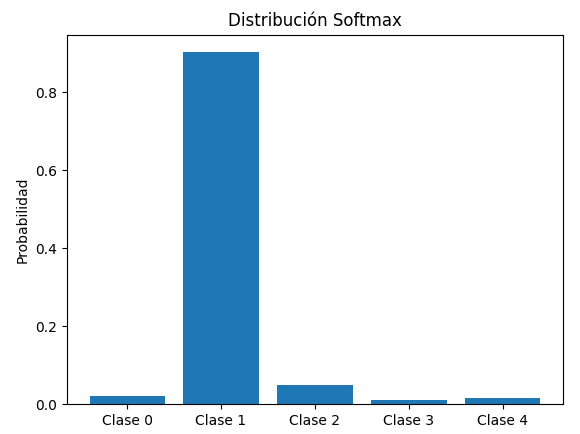 Distribución Softmax
Probabilidad
0.8
0.6
0.4
0.2
0.0
Clase 0 Clase 1 Clase 2 Clase 3 Clase 4